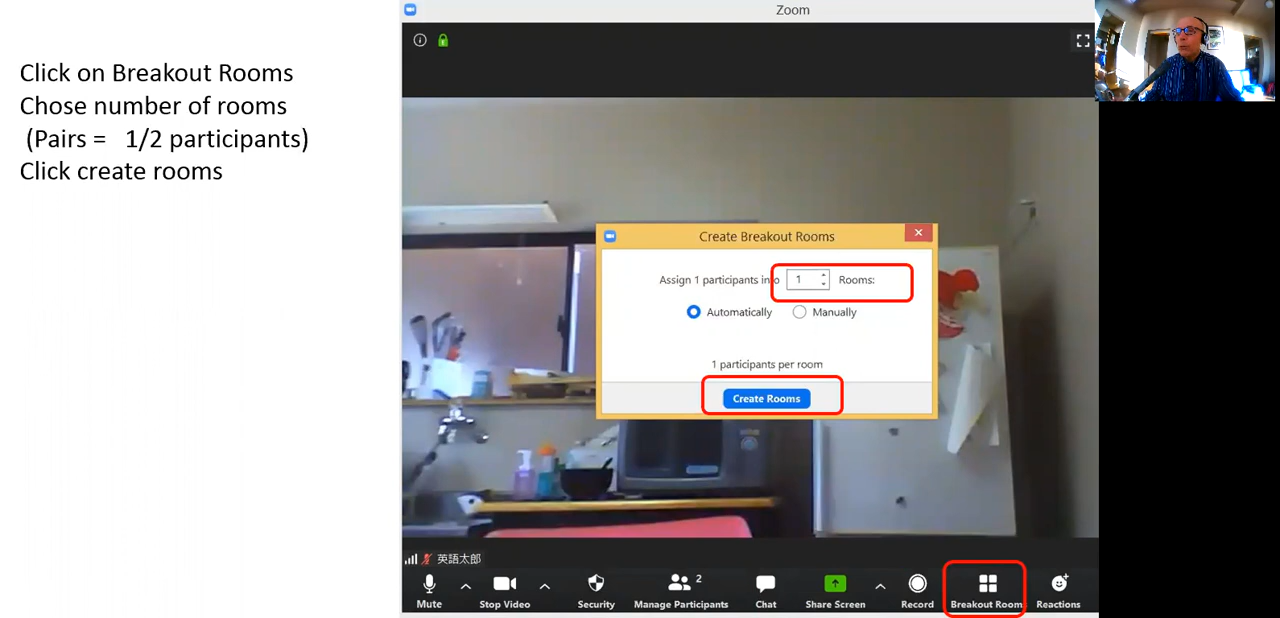 Zoom
Click on Breakout Rooms
Chose number of rooms
(Pairs = 1/2 participants)
Click create rooms
Create Breakout Rooms
Assign 1 participants into 1 Rooms:
Automatically Manually
1 participants per room
Create Rooms
英語太郎
2
Mute Stop Video Security Manage Participants Chat Share Screen Record Breakout Room Reactions